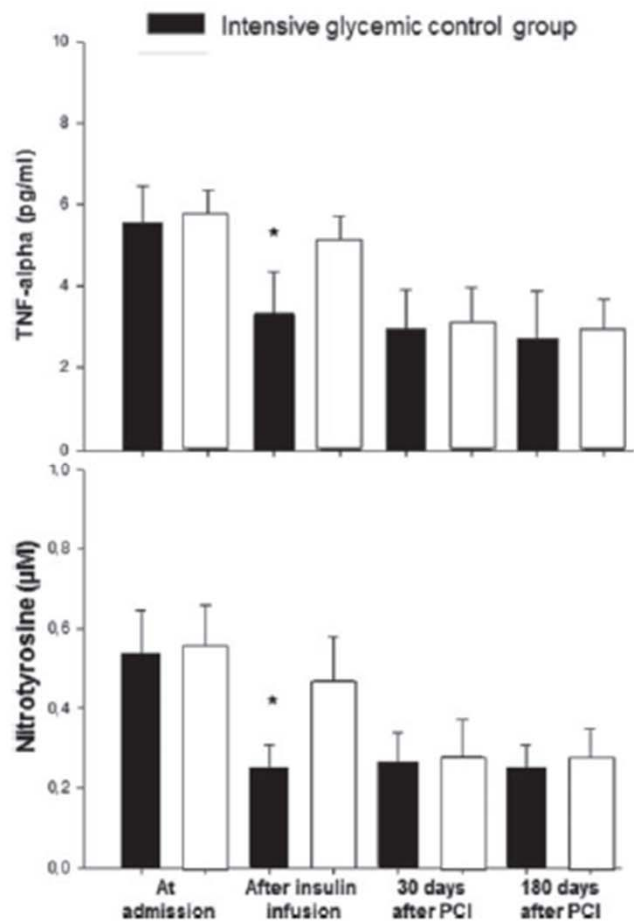 Intensive glycemic control group
10
8
6
4
2
0
TNF-alpha (pg/ml)
*
1,0
0,8
0,6
0,4
0,2
0,0
Nitrotyrosine (µM)
*
At
admission
After insulin
infusion
30 days
after PCI
180 days
after PCI